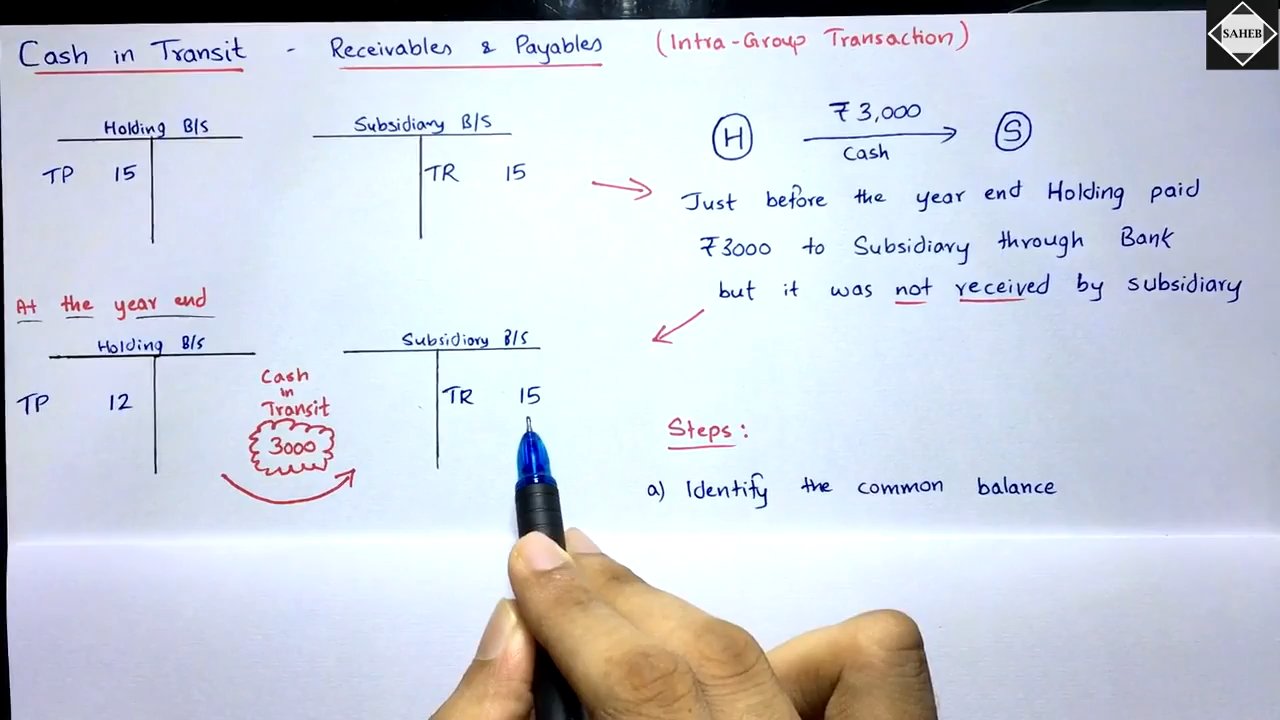 Cash in Transit - Receivables & Payables (Intra-Group Transaction)
SAHEB
Holding B/S
TP 15
Subsidiary B/S
TR 15
₹3,000
H S
Cash
Just before the year end Holding paid
₹3000 to Subsidiary through Bank
but it was not received by subsidiary
At the year end
Holding B/S
TP 12
Cash
in
Transit
3000
Subsidiary B/S
TR 15
Steps:
a) Identify the common balance